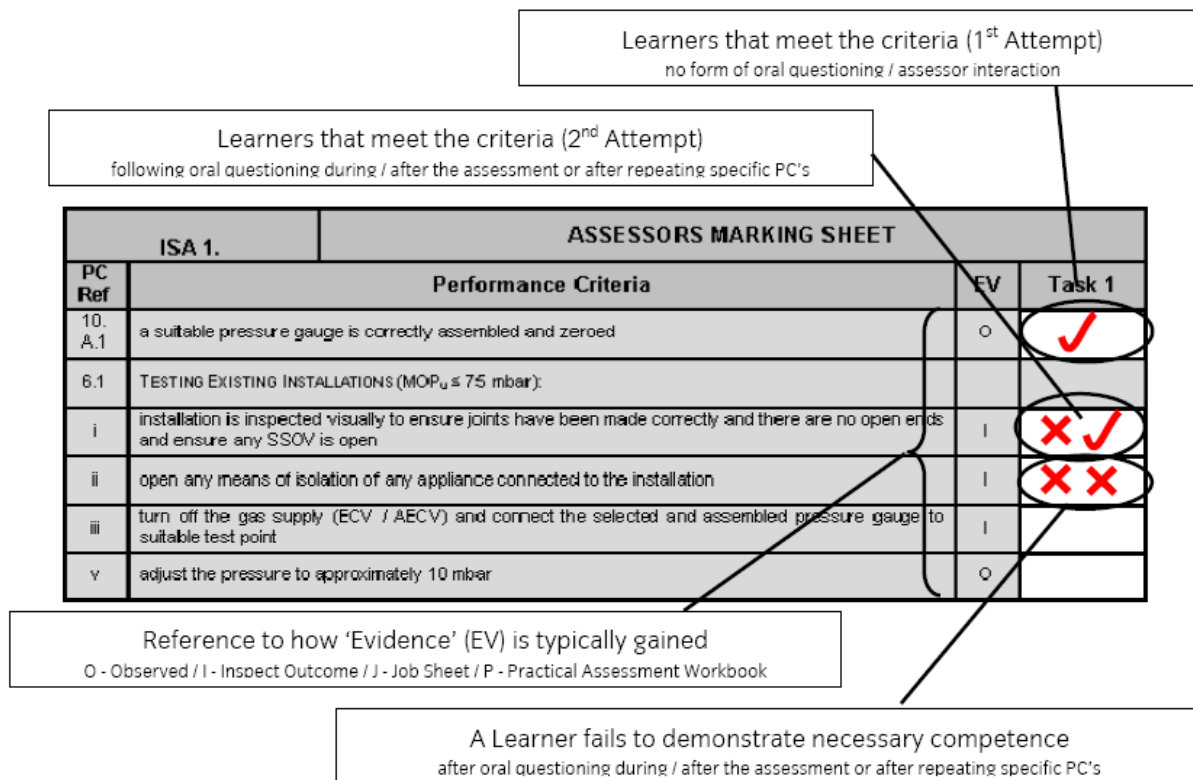 Learners that meet the criteria (1st Attempt)
no form of oral questioning / assessor interaction
Learners that meet the criteria (2nd Attempt)
following oral questioning during / after the assessment or after repeating specific PC's
ISA 1.
ASSESSORS MARKING SHEET
PC
Ref
Performance Criteria
EV
Task 1
10.
A.1
a suitable pressure gauge is correctly assembled and zeroed
O
6.1
TESTING EXISTING INSTALLATIONS (MOPu ≤ 75 mbar):
i
installation is inspected visually to ensure joints have been made correctly and there are no open ends
and ensure any SSOV is open
I
ii
open any means of isolation of any appliance connected to the installation
I
iii
turn off the gas supply (ECV / AECV) and connect the selected and assembled pressure gauge to
suitable test point
I
v
adjust the pressure to approximately 10 mbar
O
Reference to how 'Evidence' (EV) is typically gained
O - Observed / I - Inspect Outcome / J - Job Sheet / P - Practical Assessment Workbook
A Learner fails to demonstrate necessary competence
after oral questioning during / after the assessment or after repeating specific PC's